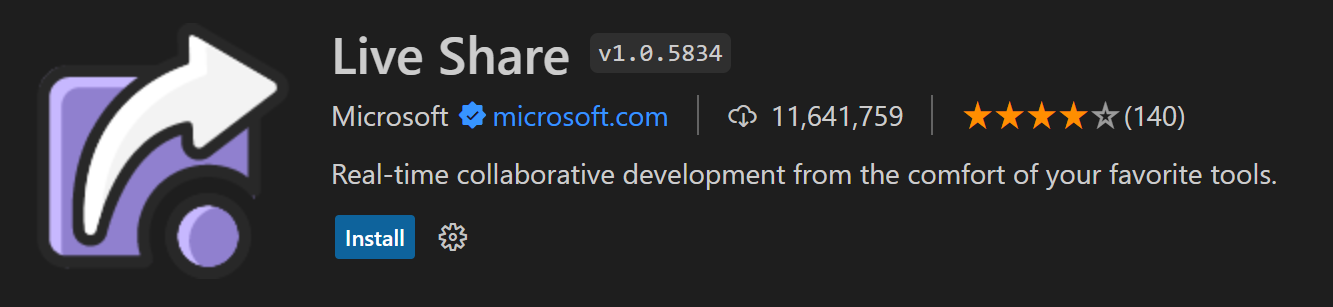 Live Share v1.0.5834
Microsoft microsoft.com 11,641,759 (140)
Real-time collaborative development from the comfort of your favorite tools.
Install